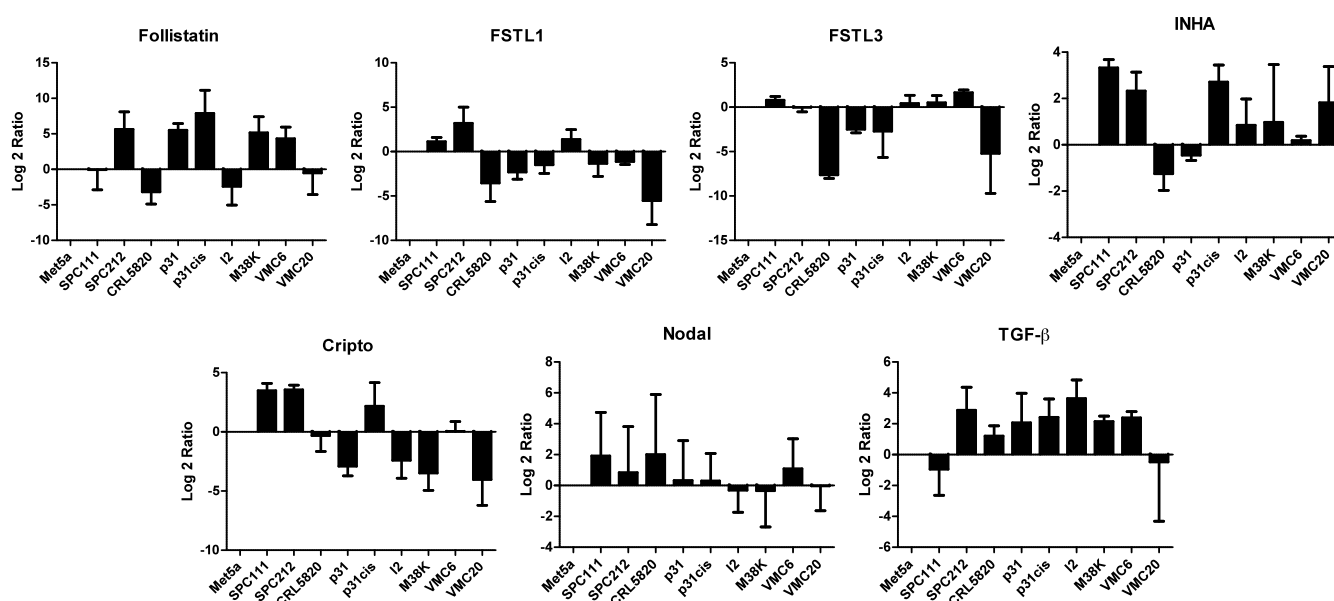 Follistatin
Log 2 Ratio
15
10
5
0
-5
-10
Met5a
SPC111
SPC212
CRL5820
p31
p31cis
I2
M38K
VMC6
VMC20
FSTL1
Log 2 Ratio
10
5
0
-5
-10
Met5a
SPC111
SPC212
CRL5820
p31
p31cis
I2
M38K
VMC6
VMC20
FSTL3
Log 2 Ratio
5
0
-5
-10
-15
Met5a
SPC111
SPC212
CRL5820
p31
p31cis
I2
M38K
VMC6
VMC20
INHA
Log 2 Ratio
4
2
0
-2
-4
Met5a
SPC111
SPC212
CRL5820
p31
p31cis
I2
M38K
VMC6
VMC20
Cripto
Log 2 Ratio
5
0
-5
-10
Met5a
SPC111
SPC212
CRL5820
p31
p31cis
I2
M38K
VMC6
VMC20
Nodal
Log 2 Ratio
8
6
4
2
0
-2
-4
Met5a
SPC111
SPC212
CRL5820
p31
p31cis
I2
M38K
VMC6
VMC20
TGF-β
Log 2 Ratio
6
4
2
0
-2
-4
-6
Met5a
SPC111
SPC212
CRL5820
p31
p31cis
I2
M38K
VMC6
VMC20